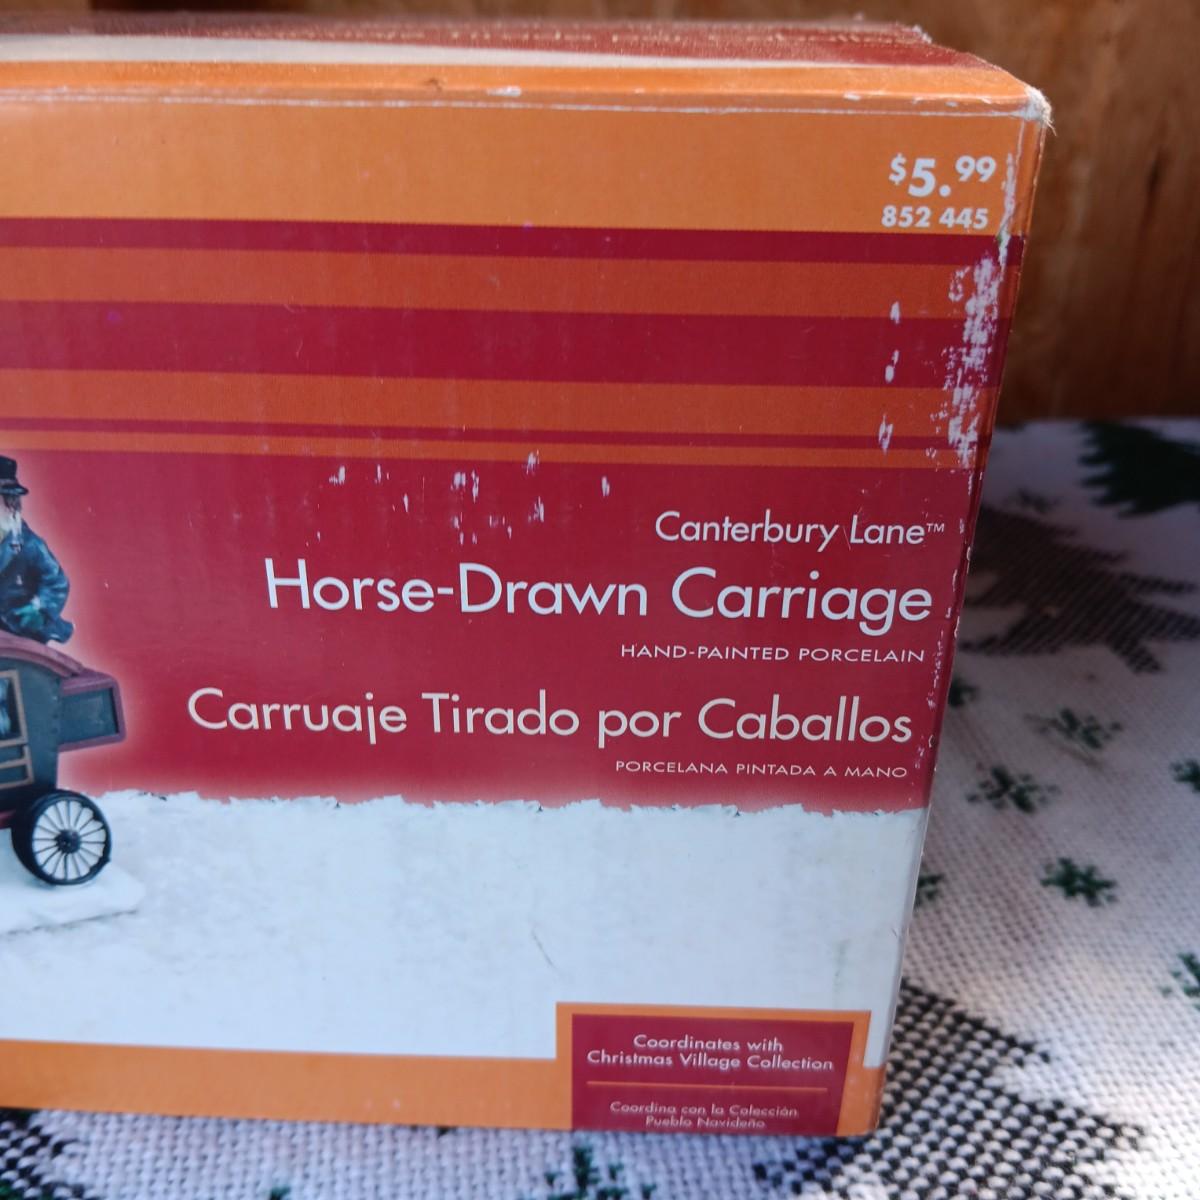 $5.99
852 445
Canterbury Lane™
Horse-Drawn Carriage
HAND-PAINTED PORCELAIN
Carruaje Tirado por Caballos
PORCELANA PINTADA A MANO
Coordinates with
Christmas Village Collection
Coordina con la Colección
Pueblo Navideño